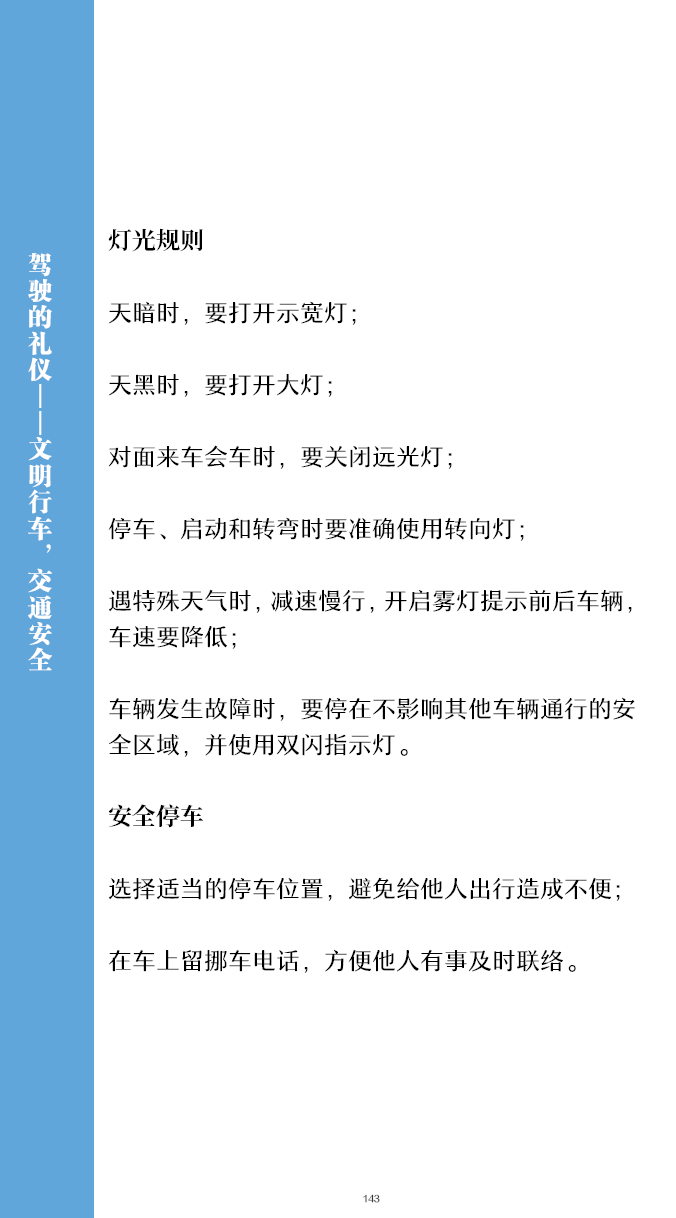 驾驶的礼仪——文明行车，交通安全
灯光规则
天暗时，要打开示宽灯；
天黑时，要打开大灯；
对面来车会车时，要关闭远光灯；
停车、启动和转弯时要准确使用转向灯；
遇特殊天气时，减速慢行，开启雾灯提示前后车辆，
车速要降低；
车辆发生故障时，要停在不影响其他车辆通行的安
全区域，并使用双闪指示灯。
安全停车
选择适当的停车位置，避免给他人出行造成不便；
在车上留挪车电话，方便他人有事及时联络。
143